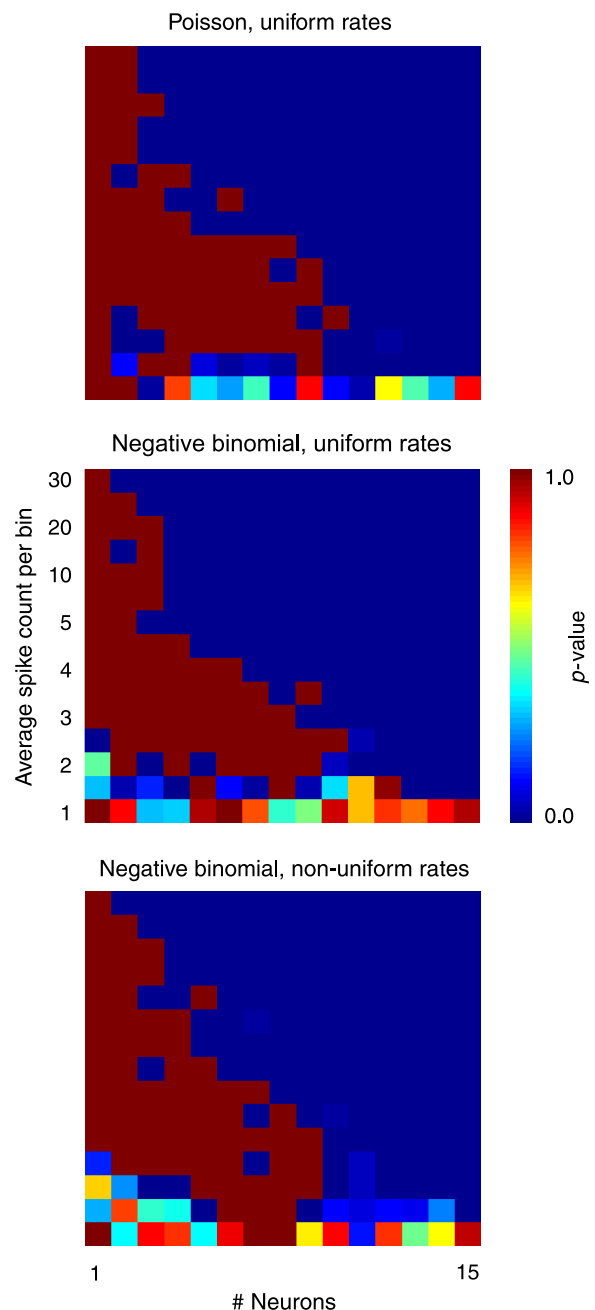 Poisson, uniform rates
Negative binomial, uniform rates
Average spike count per bin
30
20
10
5
4
3
2
1
1.0
p-value
0.0
Negative binomial, non-uniform rates
1
15
# Neurons